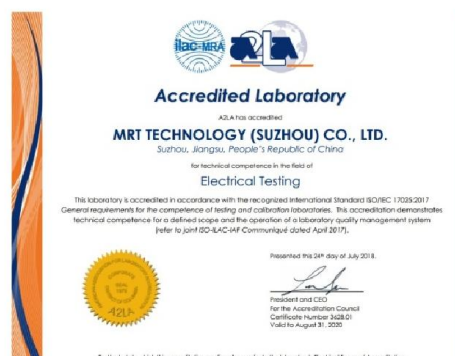 ilac-MRA
A2LA
Accredited Laboratory
A2LA has accredited
MRT TECHNOLOGY (SUZHOU) CO., LTD.
Suzhou, Jiangsu, People's Republic of China
for technical competence in the field of
Electrical Testing
This laboratory is accredited in accordance with the recognized International Standard ISO/IEC 17025:2017
General requirements for the competence of testing and calibration laboratories. This accreditation demonstrates
technical competence for a defined scope and the operation of a laboratory quality management system
(refer to joint ISO-ILAC-IAF Communiqué dated April 2017).
Presented this 24th day of July 2018.
President and CEO
For the Accreditation Council
Certificate Number 3628.01
Valid to August 31, 2020
A2LA